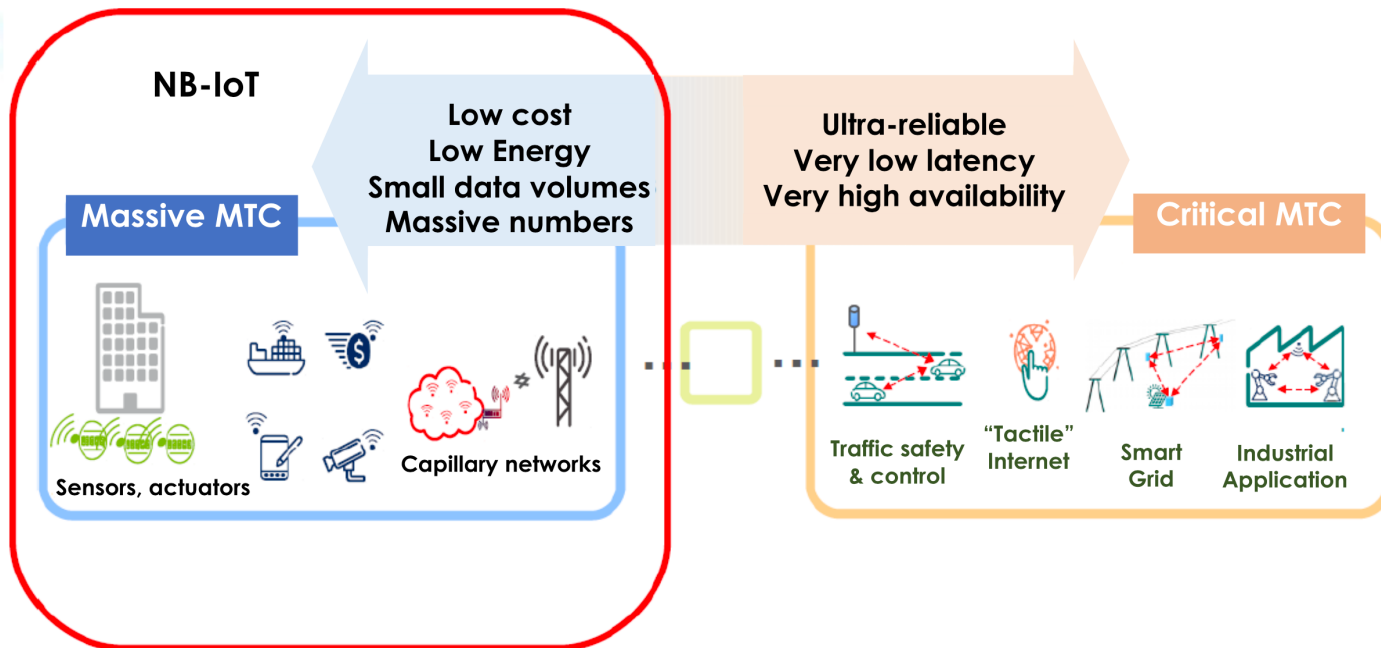 NB-IoT
Low cost
Low Energy
Small data volumes
Massive numbers
Ultra-reliable
Very low latency
Very high availability
Massive MTC
Critical MTC
$
Sensors, actuators
Capillary networks
Traffic safety
& control
“Tactile”
Internet
Smart
Grid
Industrial
Application